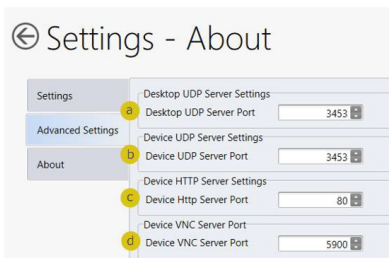 Settings - About
Settings
Advanced Settings
About
Desktop UDP Server Settings
a Desktop UDP Server Port 3453
Device UDP Server Settings
b Device UDP Server Port 3453
Device HTTP Server Settings
c Device Http Server Port 80
Device VNC Server Port
d Device VNC Server Port 5900